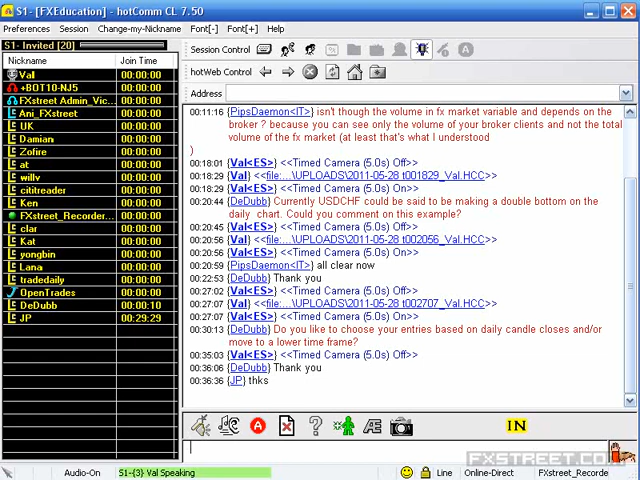 S1- [FXEducation] - hotComm CL 7.50
Preferences Session Change-my-Nickname Font[-] Font[+] Help
S1- Invited [20]
Nickname Join Time
Val 00:00:00
+BOT10-NJ5 00:00:00
FXstreet Admin_Vic... 00:00:00
Ani_FXstreet 00:00:00
UK 00:00:00
Damian 00:00:00
Zofire 00:00:00
at 00:00:00
willv 00:00:00
cititreader 00:00:00
Ken 00:00:00
FXstreet_Recorder... 00:00:00
clar 00:00:00
Kat 00:00:00
yongbin 00:00:00
Lana 00:00:00
tradedaily 00:00:00
OpenTrades 00:00:00
DeDubb 00:00:10
JP 00:29:29
Session Control
hotWeb Control
Address
00:11:16 {PipsDaemon<IT>} isn't though the volume in fx market variable and depends on the
broker ? because you can see only the volume of your broker clients and not the total
volume of the fx market (at least that's what I understood
)
00:18:01 {Val<ES>} <<Timed Camera (5.0s) Off>>
00:18:29 {Val} <<file:...\UPLOADS\2011-05-28 t001829_Val.HCC>>
00:18:29 {Val<ES>} <<Timed Camera (5.0s) On>>
00:20:44 {DeDubb} Currently USDCHF could be said to be making a double bottom on the
daily chart. Could you comment on this example?
00:20:45 {Val<ES>} <<Timed Camera (5.0s) Off>>
00:20:56 {Val} <<file:...\UPLOADS\2011-05-28 t002056_Val.HCC>>
00:20:56 {Val<ES>} <<Timed Camera (5.0s) On>>
00:20:59 {PipsDaemon<IT>} all clear now
00:22:53 {DeDubb} Thank you
00:27:02 {Val<ES>} <<Timed Camera (5.0s) Off>>
00:27:07 {Val} <<file:...\UPLOADS\2011-05-28 t002707_Val.HCC>>
00:27:07 {Val<ES>} <<Timed Camera (5.0s) On>>
00:30:13 {DeDubb} Do you like to choose your entries based on daily candle closes and/or
move to a lower time frame?
00:35:03 {Val<ES>} <<Timed Camera (5.0s) Off>>
00:36:06 {DeDubb} Thank you
00:36:36 {JP} thks
IN
FXSTREET.COM
Audio-On S1-{3} Val Speaking Line Online-Direct FXstreet_Recorde